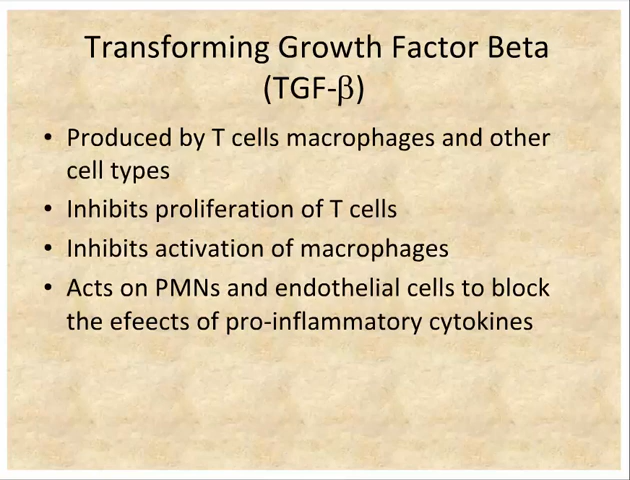 Transforming Growth Factor Beta
(TGF-β)
• Produced by T cells macrophages and other
cell types
• Inhibits proliferation of T cells
• Inhibits activation of macrophages
• Acts on PMNs and endothelial cells to block
the efeects of pro-inflammatory cytokines